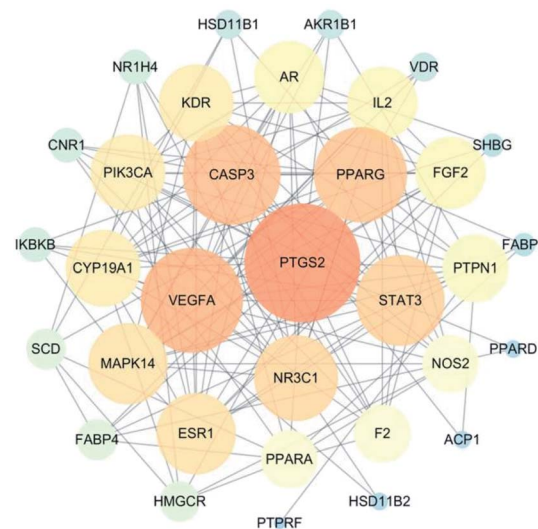 HSD11B1
AKR1B1
NR1H4
VDR
AR
KDR
IL2
CNR1
SHBG
PIK3CA
CASP3
PPARG
FGF2
IKBKB
FABP
CYP19A1
PTGS2
PTPN1
VEGFA
STAT3
SCD
PPARD
MAPK14
NOS2
NR3C1
FABP4
ESR1
F2
ACP1
PPARA
HMGCR
HSD11B2
PTPRF